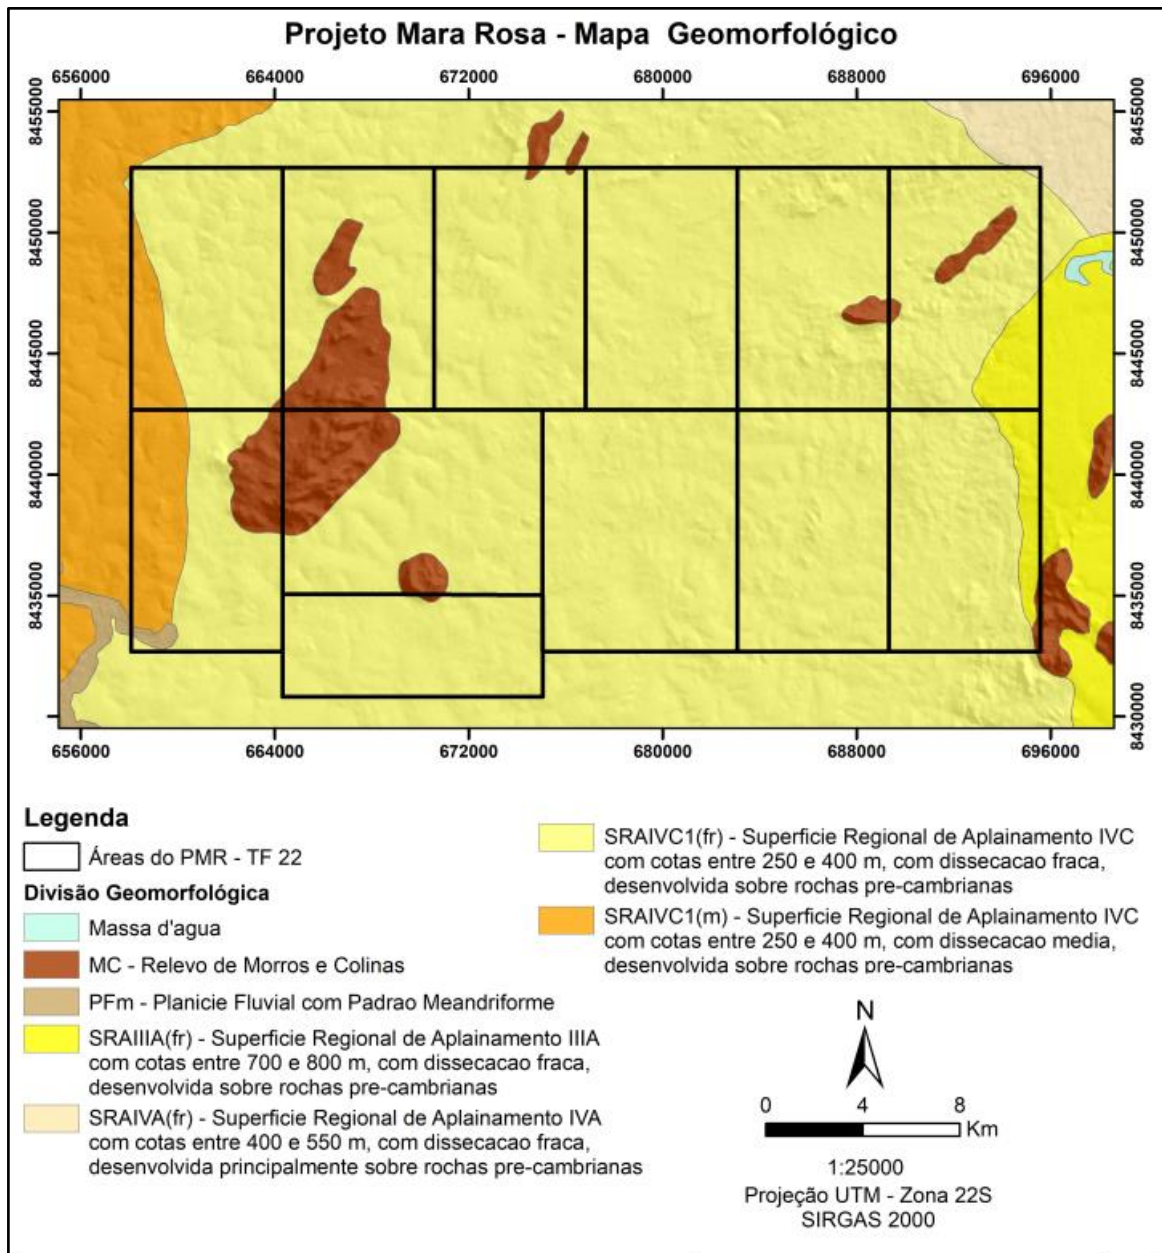 Projeto Mara Rosa - Mapa  Geomorfológico
656000 664000 672000 680000 688000 696000
8455000 8455000
8450000 8450000
8445000 8445000
8440000 8440000
8435000 8435000
8430000
656000 664000 672000 680000 688000 696000
Legenda
Áreas do PMR - TF 22
Divisão Geomorfológica
Massa d'agua
MC - Relevo de Morros e Colinas
PFm - Planicie Fluvial com Padrao Meandriforme
SRAIIIA(fr) - Superficie Regional de Aplainamento IIIA
com cotas entre 700 e 800 m, com dissecacao fraca,
desenvolvida sobre rochas pre-cambrianas
SRAIVA(fr) - Superficie Regional de Aplainamento IVA
com cotas entre 400 e 550 m, com dissecacao fraca,
desenvolvida principalmente sobre rochas pre-cambrianas
SRAIVC1(fr) - Superficie Regional de Aplainamento IVC
com cotas entre 250 e 400 m, com dissecacao fraca,
desenvolvida sobre rochas pre-cambrianas
SRAIVC1(m) - Superficie Regional de Aplainamento IVC
com cotas entre 250 e 400 m, com dissecacao media,
desenvolvida sobre rochas pre-cambrianas
N
0 4 8
Km
1:25000
Projeção UTM - Zona 22S
SIRGAS 2000